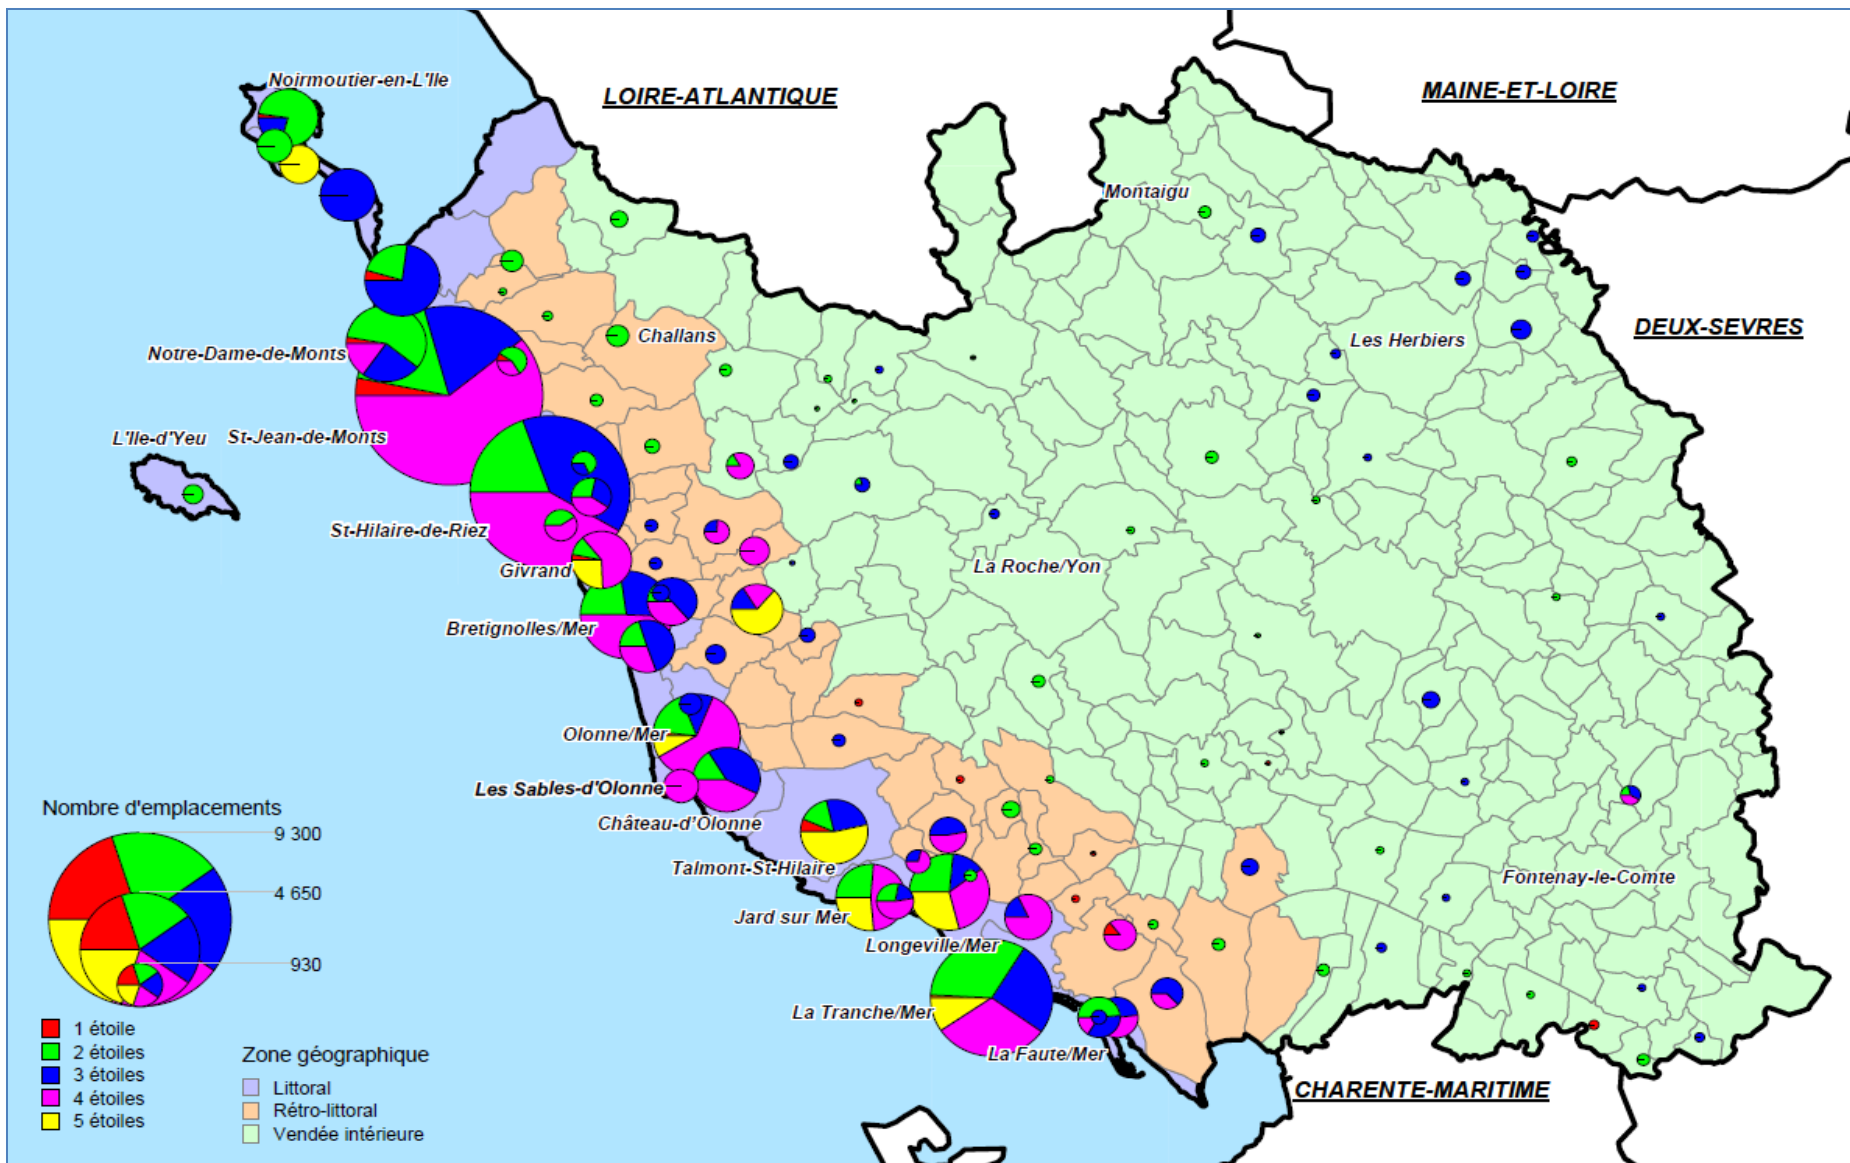 Noirmoutier-en-L'Ile
LOIRE-ATLANTIQUE
MAINE-ET-LOIRE
Montaigu
DEUX-SEVRES
Challans
Les Herbiers
Notre-Dame-de-Monts
L'Ile-d'Yeu
St-Jean-de-Monts
St-Hilaire-de-Riez
Givrand
La Roche/Yon
Bretignolles/Mer
Olonne/Mer
Les Sables-d'Olonne
Château-d'Olonne
Talmont-St-Hilaire
Fontenay-le-Comte
Jard sur Mer
Longeville/Mer
La Tranche/Mer
La Faute/Mer
CHARENTE-MARITIME
Nombre d'emplacements
9 300
4 650
930
1 étoile
2 étoiles
3 étoiles
4 étoiles
5 étoiles
Zone géographique
Littoral
Rétro-littoral
Vendée intérieure